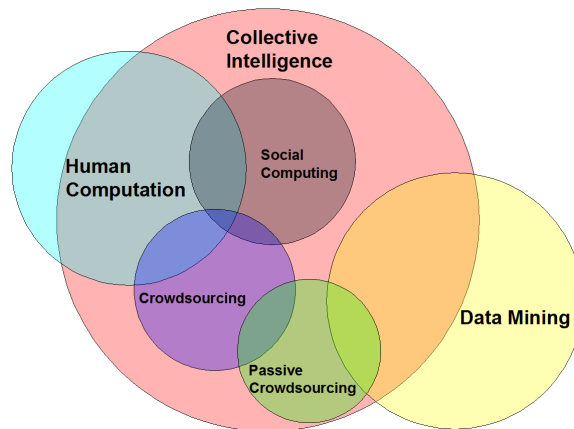 Collective
Intelligence
Social
Computing
Human
Computation
Crowdsourcing
Data Mining
Passive
Crowdsourcing